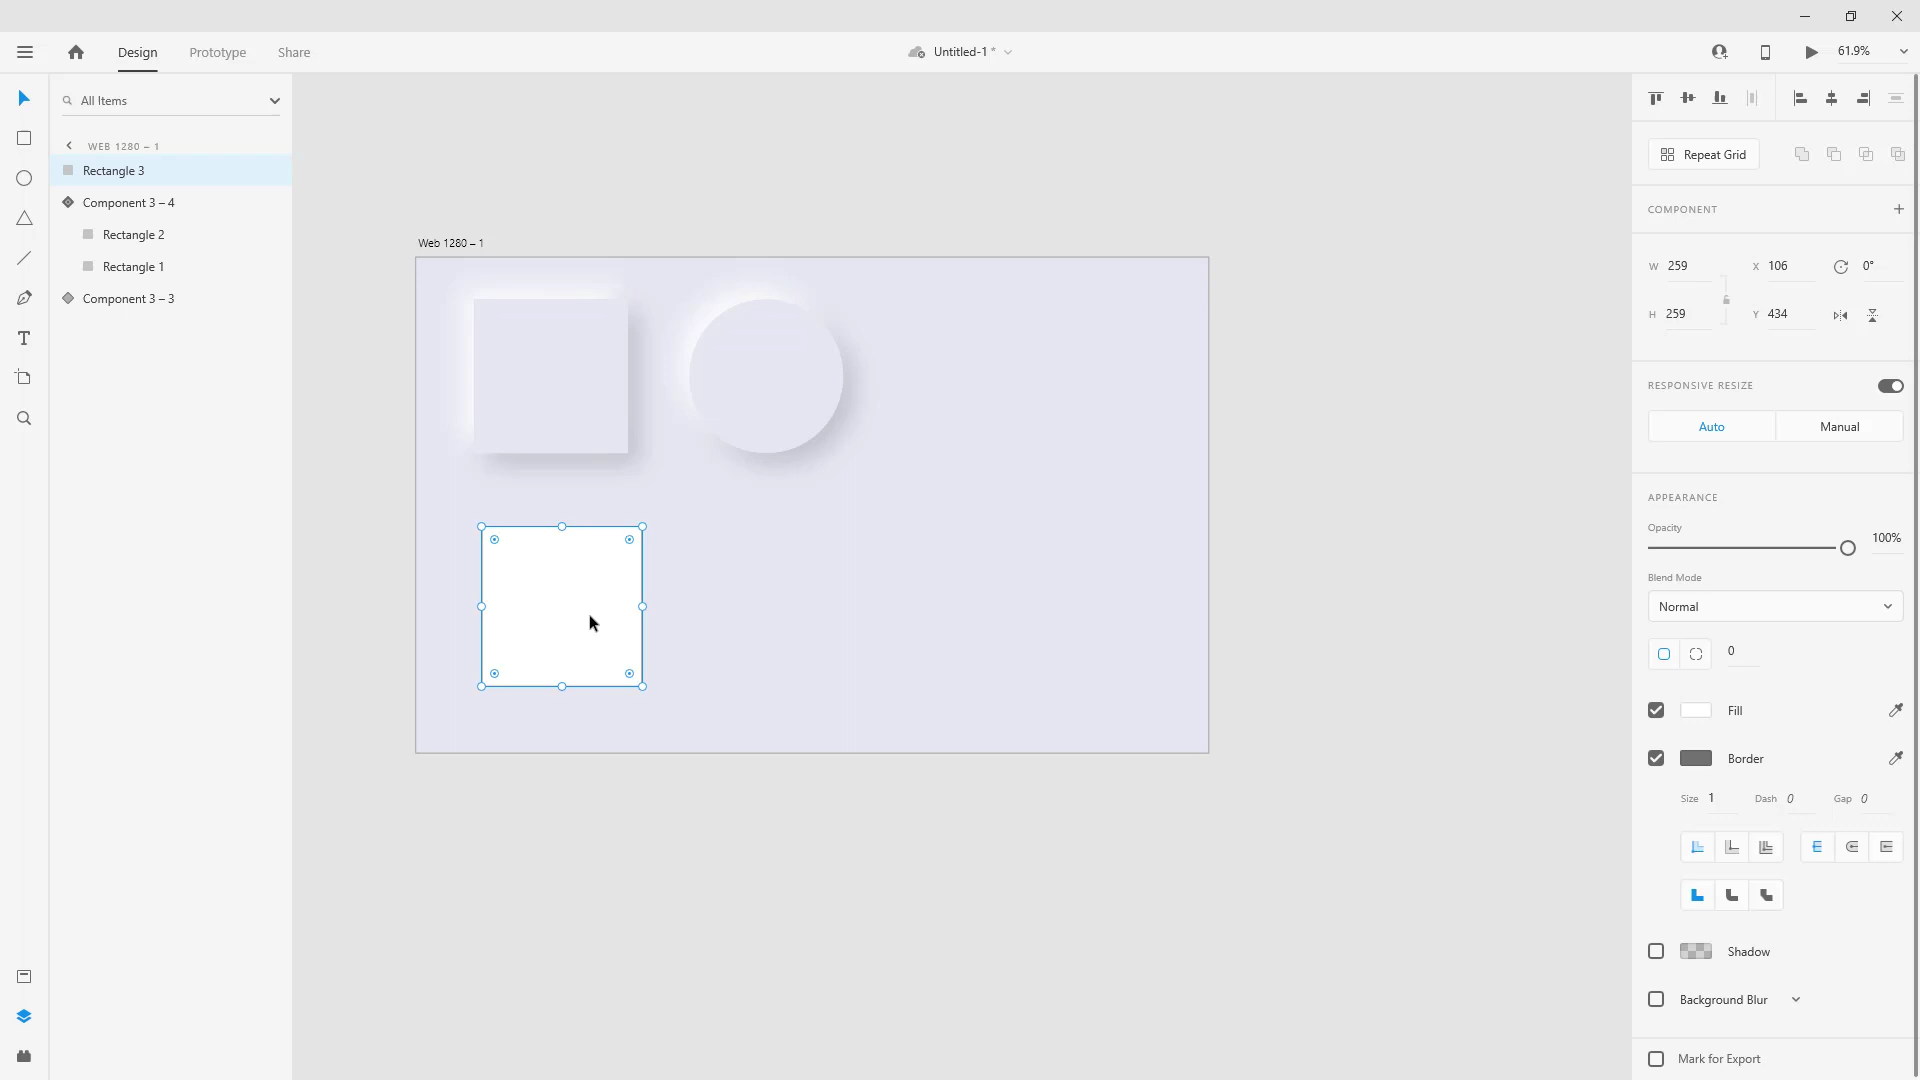 Design
Prototype
Share
Untitled-1 *
61.9%
All Items
WEB 1280 – 1
Rectangle 3
Component 3 – 4
Rectangle 2
Rectangle 1
Component 3 – 3
Web 1280 – 1
Repeat Grid
COMPONENT
W 259 X 106 0°
H 259 Y 434
RESPONSIVE RESIZE
Auto Manual
APPEARANCE
Opacity
100%
Blend Mode
Normal
0
Fill
Border
Size 1 Dash 0 Gap 0
Shadow
Background Blur
Mark for Export